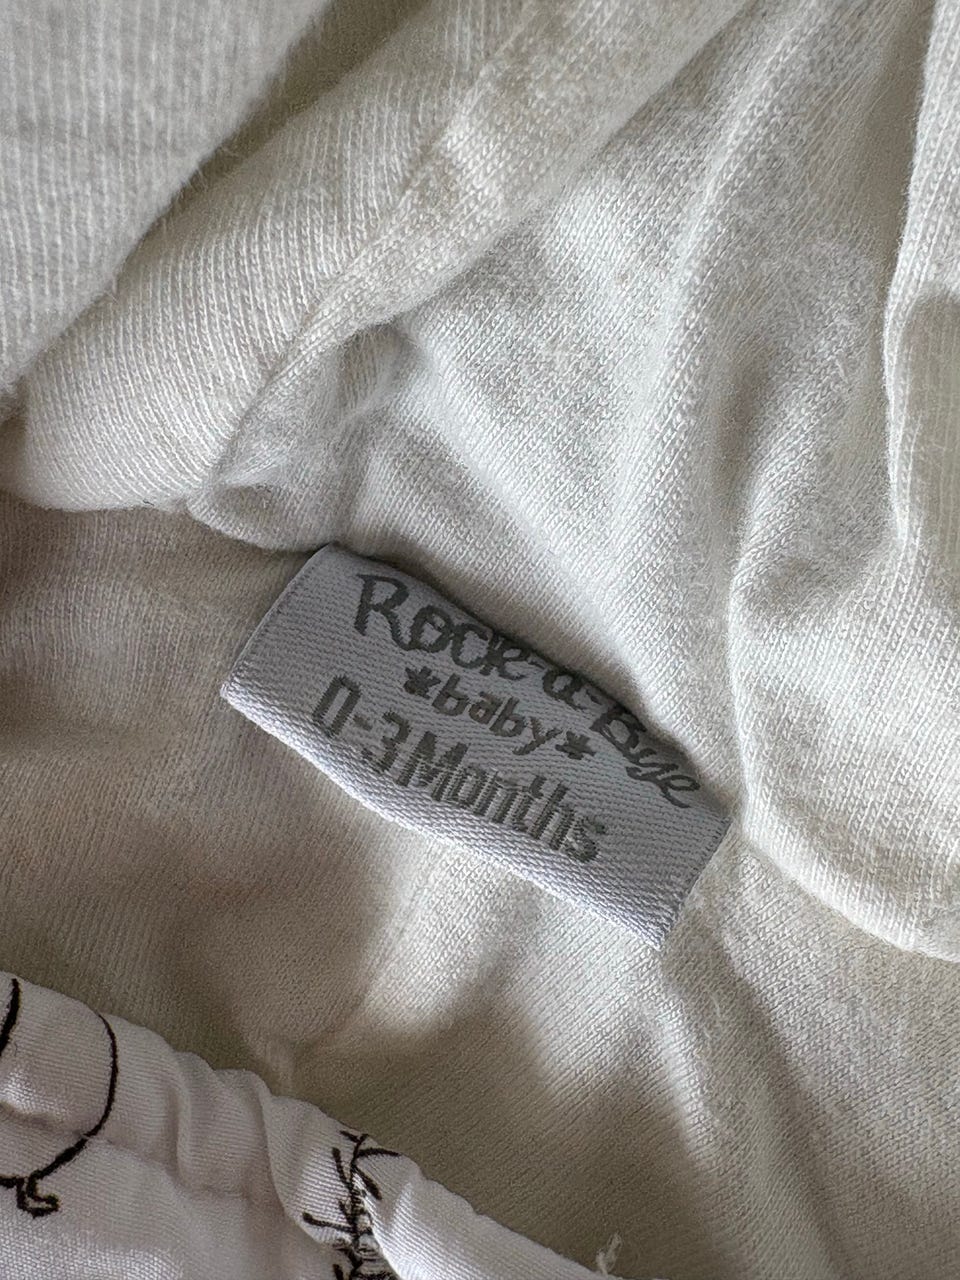 Rock-a-Bye
*baby*
0-3 Months